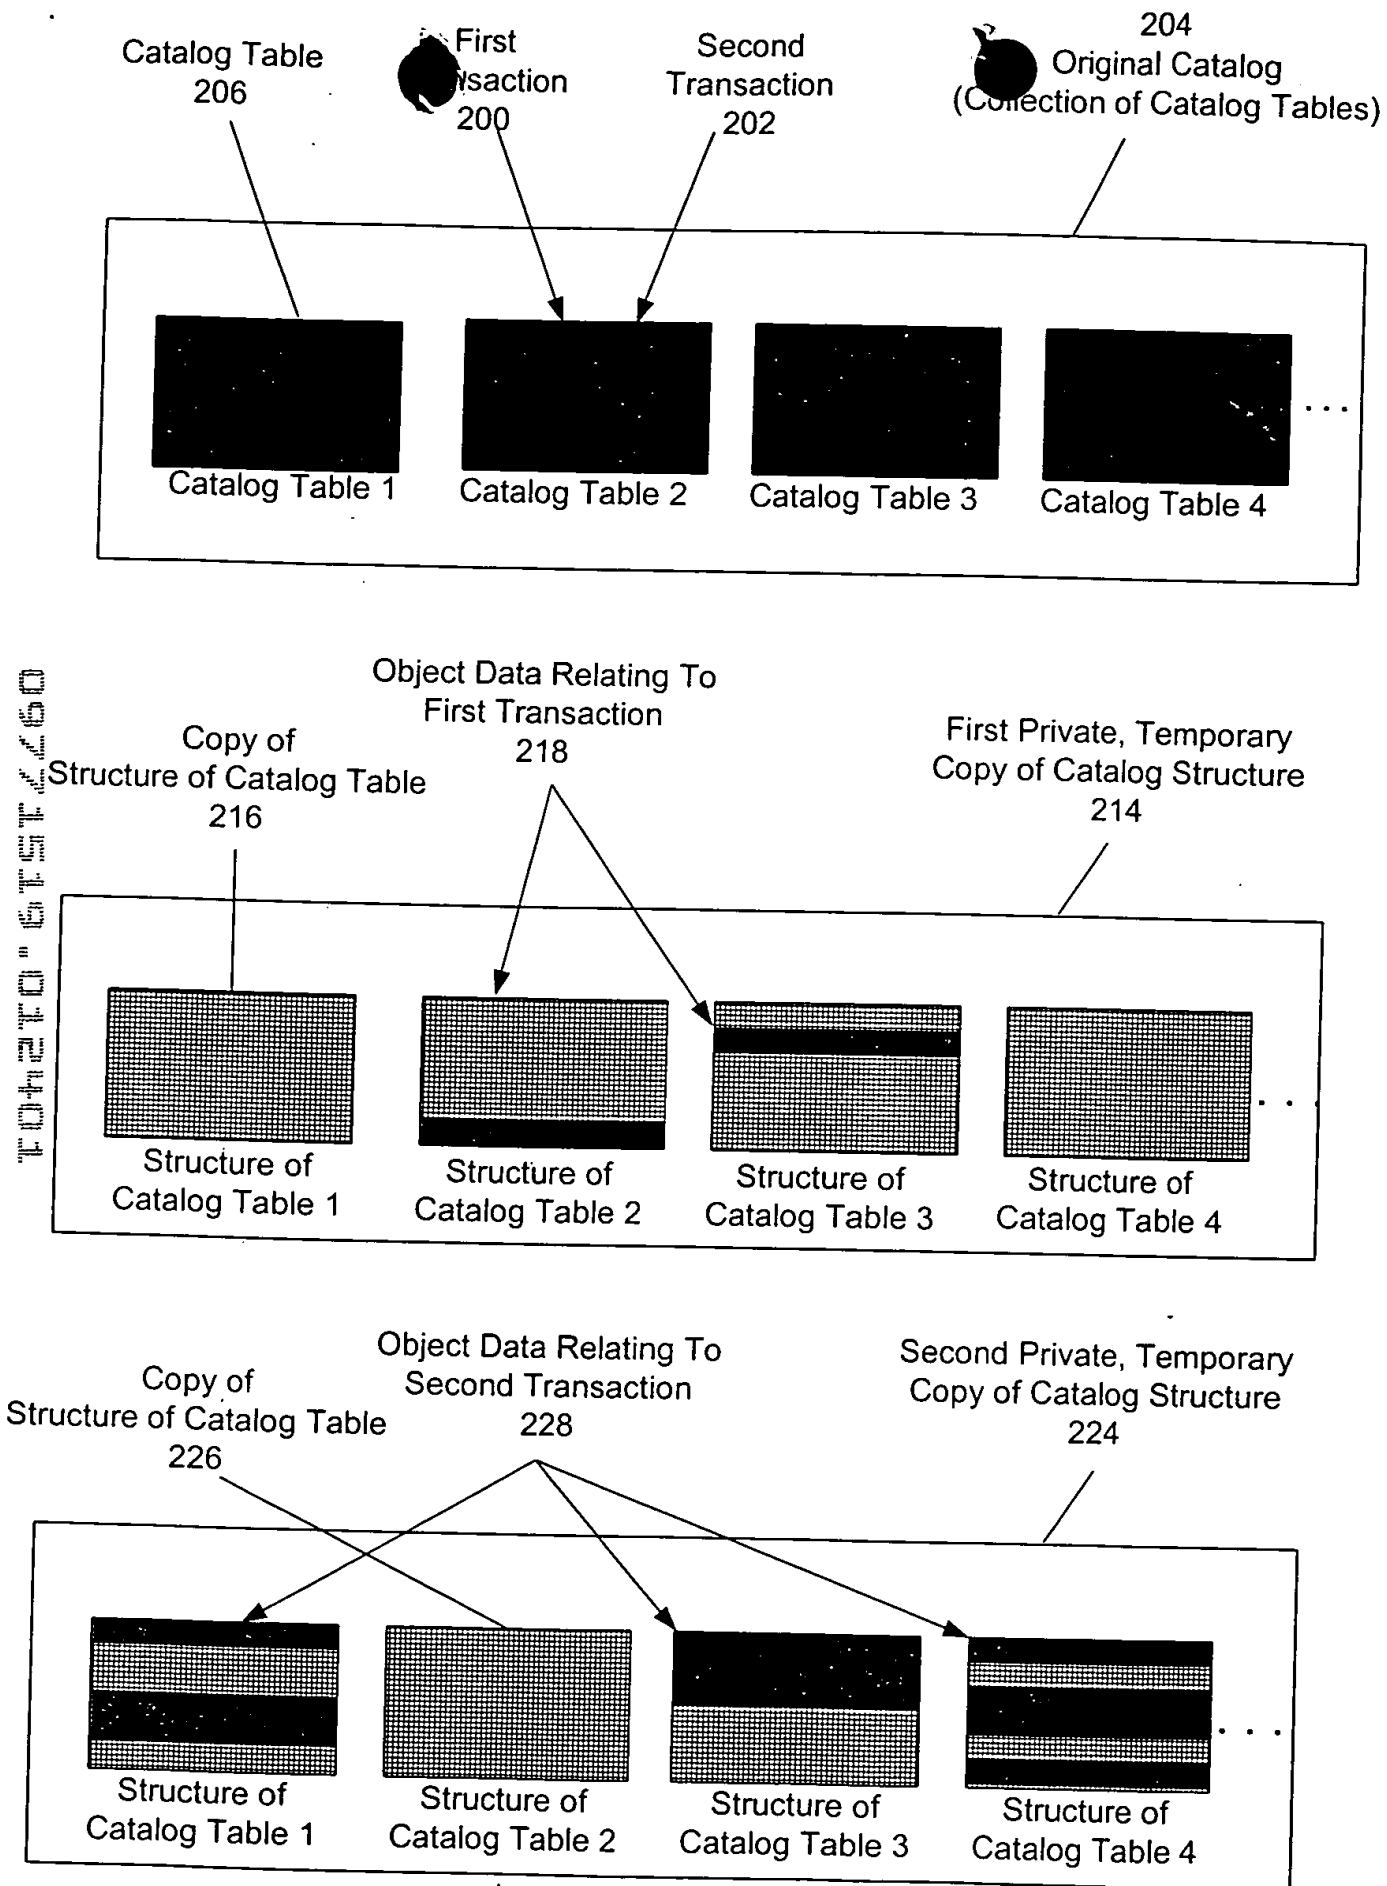 Catalog Table
206
First
200
Second
Transaction
202
204
Original Catalog
(Collection of Catalog Tables)
Catalog Table 1
Catalog Table 2
Catalog Table 3
Catalog Table 4
...
Object Data Relating To
First Transaction
218
Copy of
Structure of Catalog Table
216
First Private, Temporary
Copy of Catalog Structure
214
Structure of
Catalog Table 1
Structure of
Catalog Table 2
Structure of
Catalog Table 3
Structure of
Catalog Table 4
...
Object Data Relating To
Second Transaction
228
Copy of
Structure of Catalog Table
226
Second Private, Temporary
Copy of Catalog Structure
224
Structure of
Catalog Table 1
Structure of
Catalog Table 2
Structure of
Catalog Table 3
Structure of
Catalog Table 4
...
09771519.012401